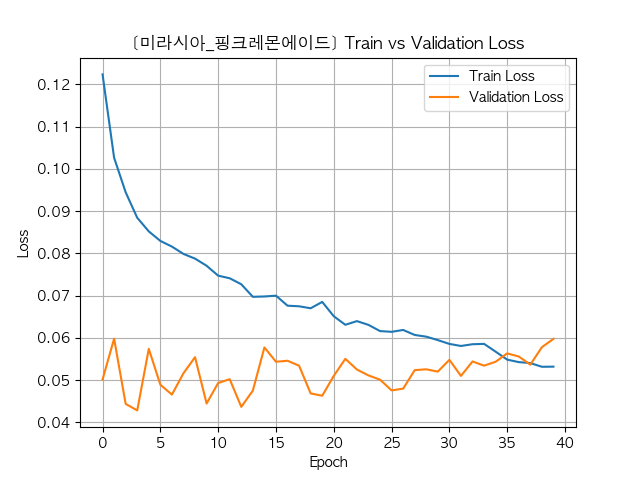 [미라시아_핑크레몬에이드] Train vs Validation Loss
Train Loss
Validation Loss
Loss
0.12
0.11
0.10
0.09
0.08
0.07
0.06
0.05
0.04
0 5 10 15 20 25 30 35 40
Epoch